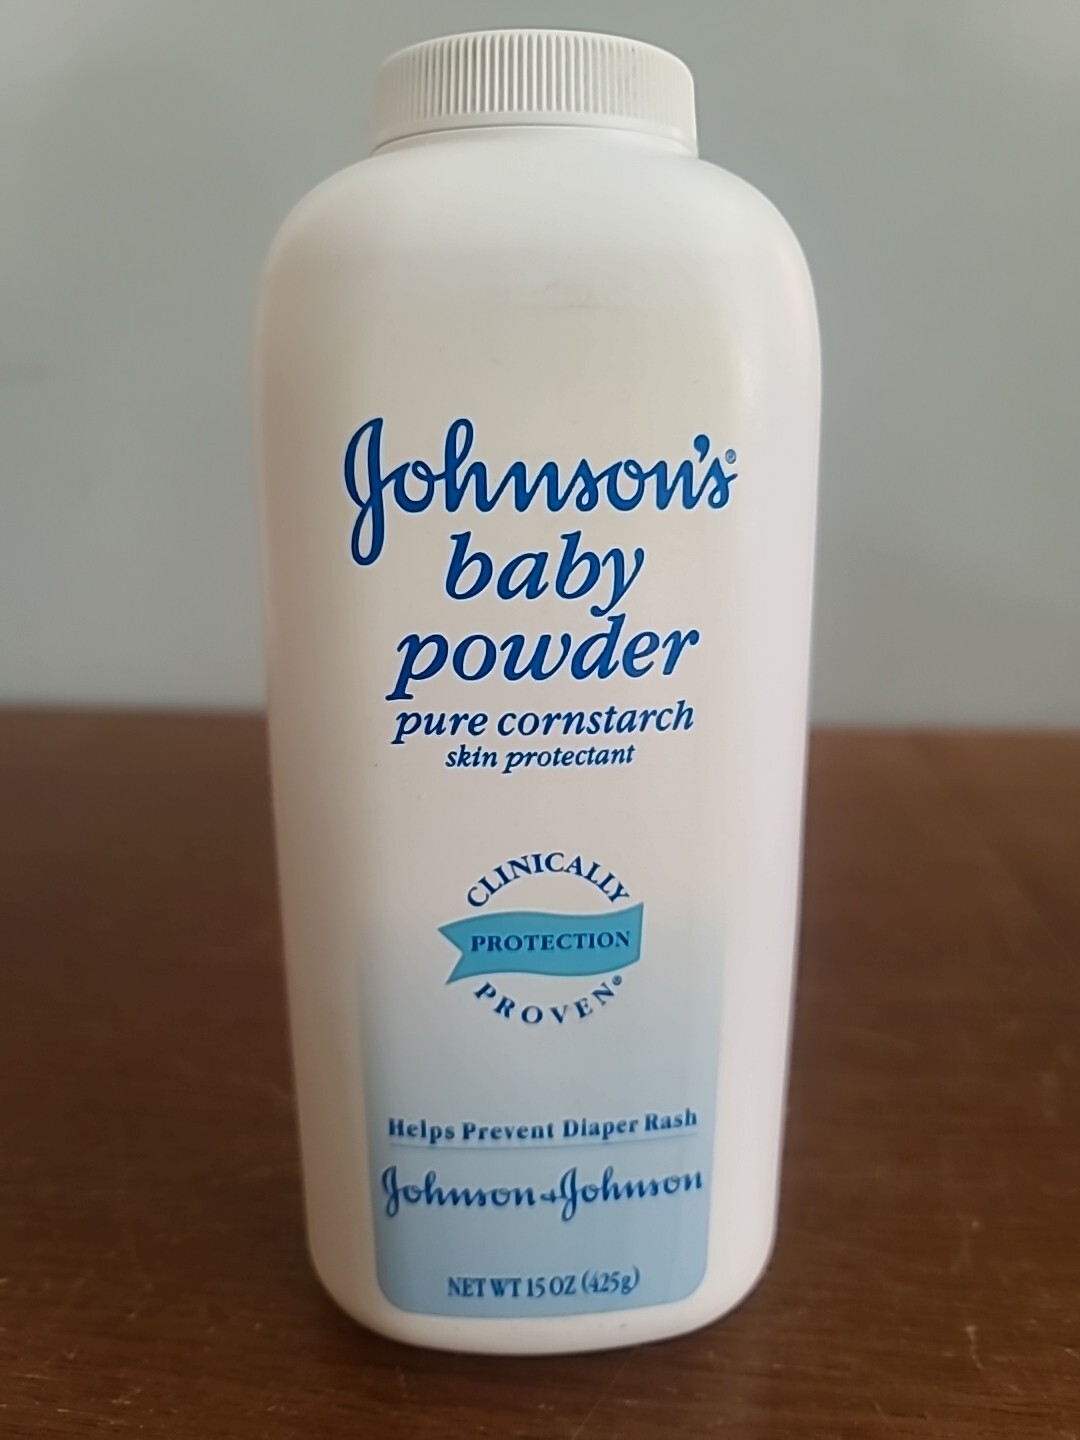 Johnson's®
baby
powder
pure cornstarch
skin protectant
CLINICALLY
PROTECTION
PROVEN®
Helps Prevent Diaper Rash
Johnson & Johnson
NET WT 15 OZ (425g)